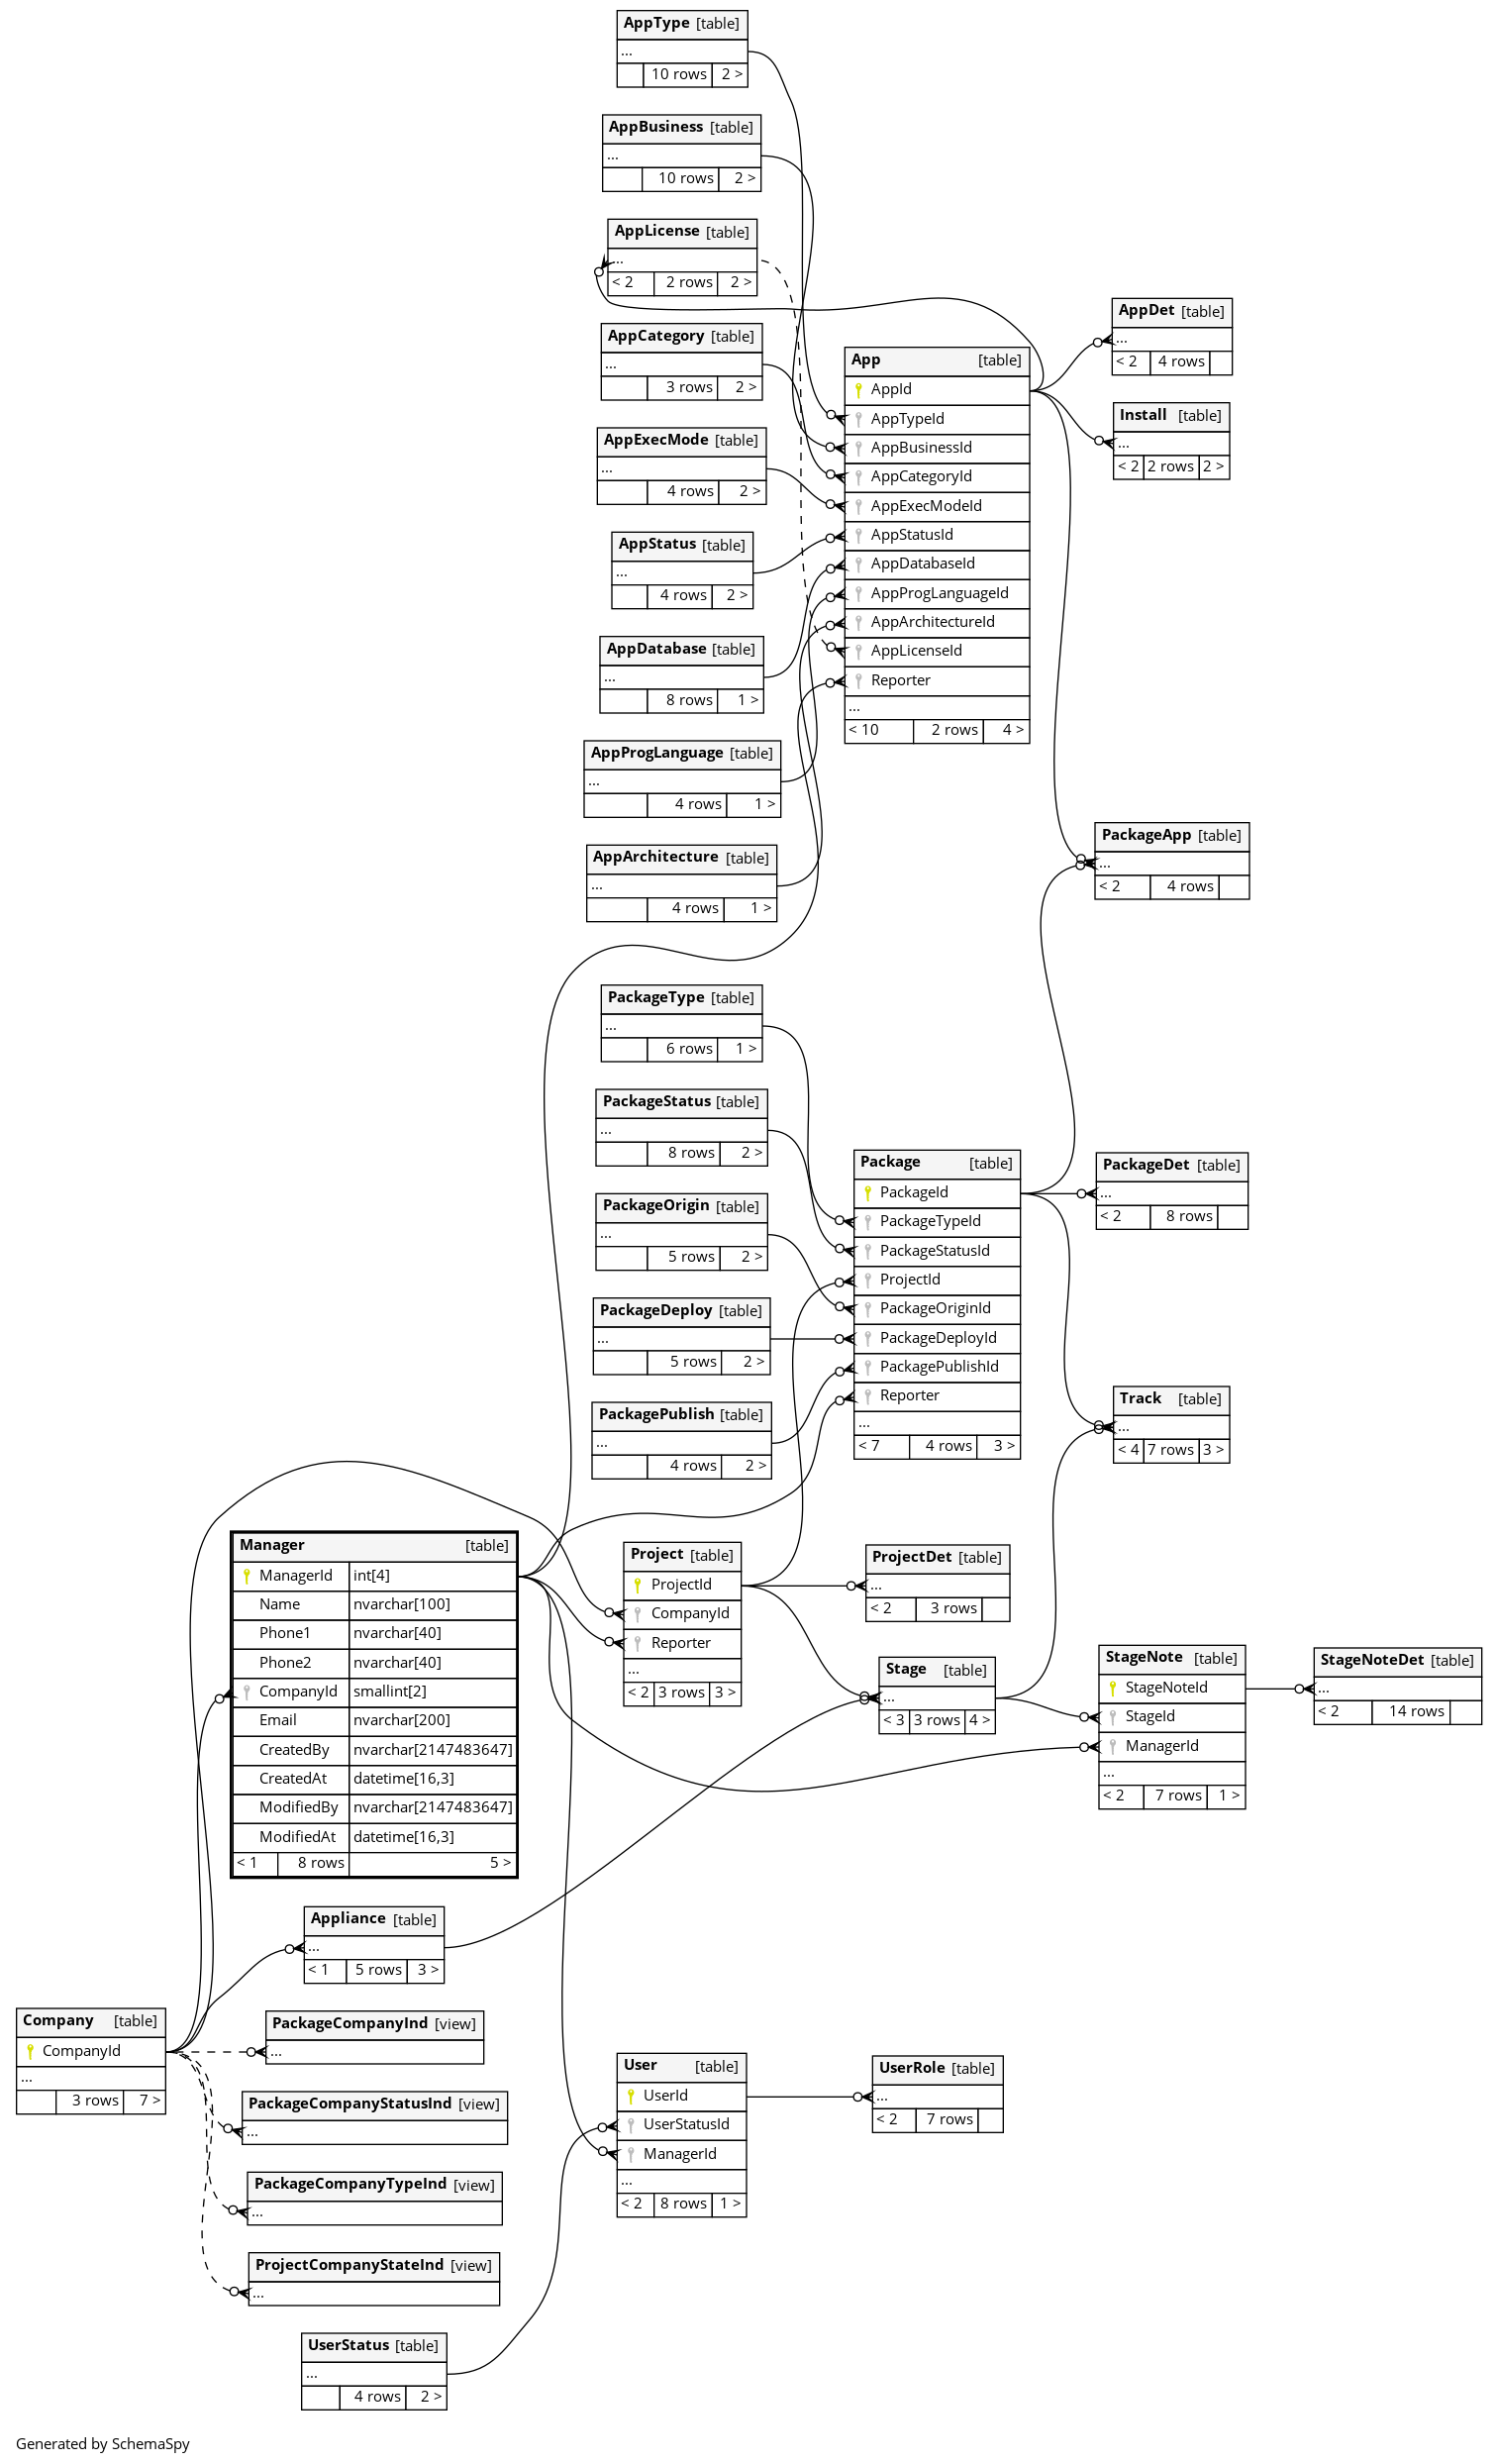 AppType [table]
...
10 rows 2 >
AppBusiness [table]
...
10 rows 2 >
AppLicense [table]
...
< 2 2 rows 2 >
AppCategory [table]
...
3 rows 2 >
AppExecMode [table]
...
4 rows 2 >
AppStatus [table]
...
4 rows 2 >
AppDatabase [table]
...
8 rows 1 >
AppProgLanguage [table]
...
4 rows 1 >
AppArchitecture [table]
...
4 rows 1 >
App [table]
AppId
AppTypeId
AppBusinessId
AppCategoryId
AppExecModeId
AppStatusId
AppDatabaseId
AppProgLanguageId
AppArchitectureId
AppLicenseId
Reporter
...
< 10 2 rows 4 >
AppDet [table]
...
< 2 4 rows
Install [table]
...
< 2 2 rows 2 >
PackageApp [table]
...
< 2 4 rows
PackageType [table]
...
6 rows 1 >
PackageStatus [table]
...
8 rows 2 >
PackageOrigin [table]
...
5 rows 2 >
PackageDeploy [table]
...
5 rows 2 >
PackagePublish [table]
...
4 rows 2 >
Package [table]
PackageId
PackageTypeId
PackageStatusId
ProjectId
PackageOriginId
PackageDeployId
PackagePublishId
Reporter
...
< 7 4 rows 3 >
PackageDet [table]
...
< 2 8 rows
Track [table]
...
< 4 7 rows 3 >
Manager [table]
ManagerId int[4]
Name nvarchar[100]
Phone1 nvarchar[40]
Phone2 nvarchar[40]
CompanyId smallint[2]
Email nvarchar[200]
CreatedBy nvarchar[2147483647]
CreatedAt datetime[16,3]
ModifiedBy nvarchar[2147483647]
ModifiedAt datetime[16,3]
< 1 8 rows 5 >
Project [table]
ProjectId
CompanyId
Reporter
...
< 2 3 rows 3 >
ProjectDet [table]
...
< 2 3 rows
Stage [table]
...
< 3 3 rows 4 >
StageNote [table]
StageNoteId
StageId
ManagerId
...
< 2 7 rows 1 >
StageNoteDet [table]
...
< 2 14 rows
Appliance [table]
...
< 1 5 rows 3 >
Company [table]
CompanyId
...
3 rows 7 >
PackageCompanyInd [view]
...
PackageCompanyStatusInd [view]
...
PackageCompanyTypeInd [view]
...
ProjectCompanyStateInd [view]
...
User [table]
UserId
UserStatusId
ManagerId
...
< 2 8 rows 1 >
UserRole [table]
...
< 2 7 rows
UserStatus [table]
...
4 rows 2 >
Generated by SchemaSpy